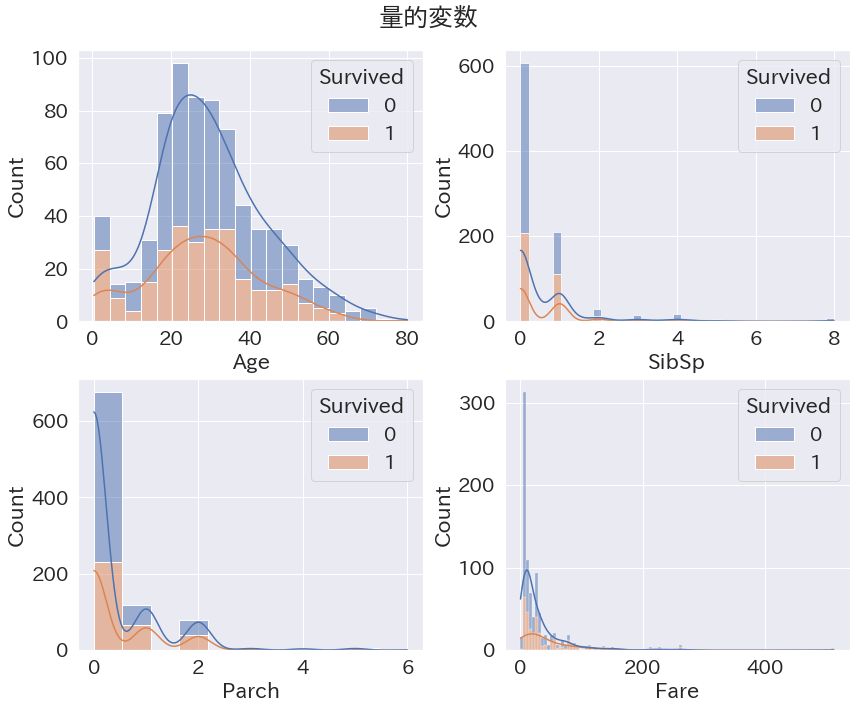 量的変数
100
80
60
40
20
0
Count
0 20 40 60 80
Age
Survived
0
1
600
400
200
0
Count
0 2 4 6 8
SibSp
Survived
0
1
600
400
200
0
Count
0 2 4 6
Parch
Survived
0
1
300
200
100
0
Count
0 200 400
Fare
Survived
0
1